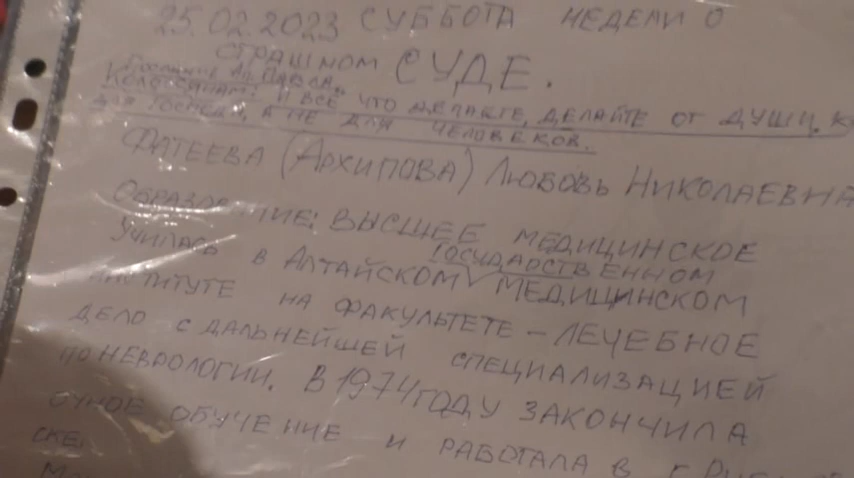 25.02.2023 СУББОТА НЕДЕЛИ О
СТРАШНОМ СУДЕ.
КОЛОССЯНАМ: И ВСЁ ЧТО ДЕЛАЕТЕ, ДЕЛАЙТЕ ОТ ДУШИ, К
ДЛЯ ГОСПОДА, А НЕ ДЛЯ ЧЕЛОВЕКОВ.
ФАТЕЕВА (АРХИПОВА) ЛЮБОВЬ НИКОЛАЕВНА
ОБРАЗОВАНИЕ: ВЫСШЕЕ МЕДИЦИНСКОЕ
ГОСУДАРСТВЕННОМ
УЧИЛАСЬ В АЛТАЙСКОМ МЕДИЦИНСКОМ
ИНСТИТУТЕ НА ФАКУЛЬТЕТЕ – ЛЕЧЕБНОЕ
ДЕЛО С ДАЛЬНЕЙШЕЙ СПЕЦИАЛИЗАЦИЕЙ
ПО НЕВРОЛОГИИ. В 1974 ГОДУ ЗАКОНЧИЛА
ОЧНОЕ ОБУЧЕНИЕ И РАБОТАЛА В Г.
СКЕ.